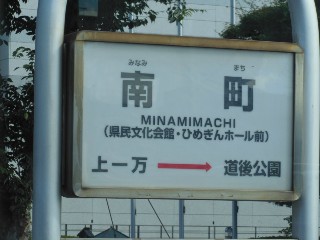 みなみ まち
南 町
MINAMIMACHI
(県民文化会館・ひめぎんホール前)
上一万 → 道後公園